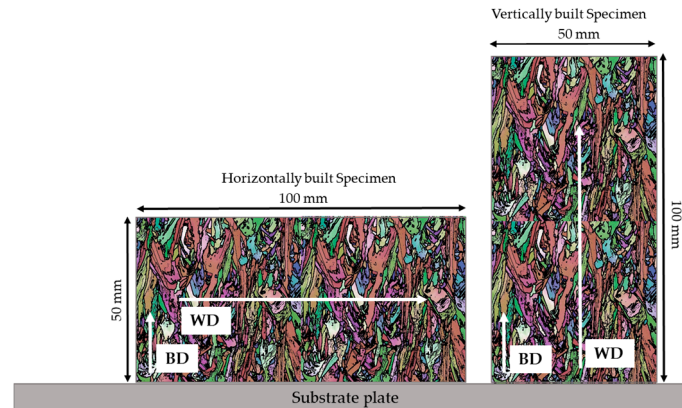 Vertically built Specimen
50 mm
Horizontally built Specimen
100 mm
50 mm
100 mm
WD
BD
BD
WD
Substrate plate